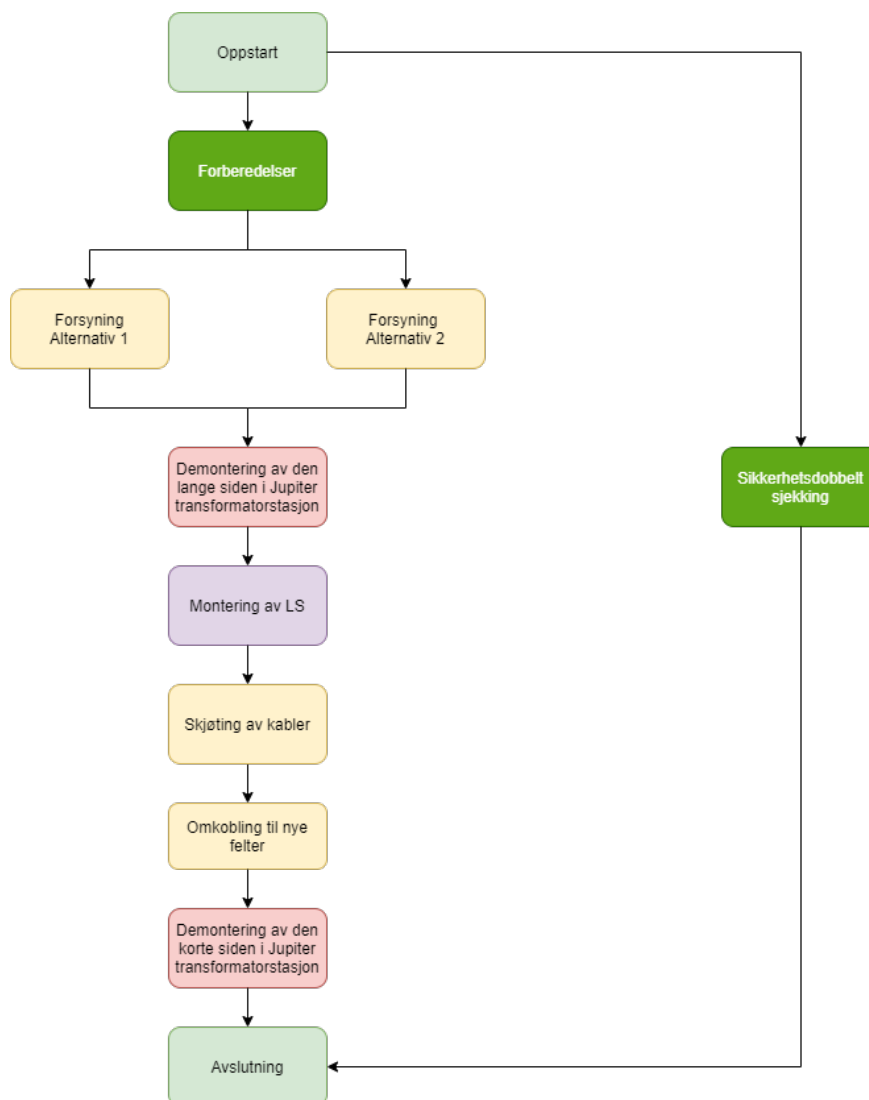 Oppstart
Forberedelser
Forsyning
Alternativ 1
Forsyning
Alternativ 2
Demontering av den
lange siden i Jupiter
transformatorstasjon
Sikkerhetsdobbelt
sjekking
Montering av LS
Skjøting av kabler
Omkobling til nye
felter
Demontering av den
korte siden i Jupiter
transformatorstasjon
Avslutning